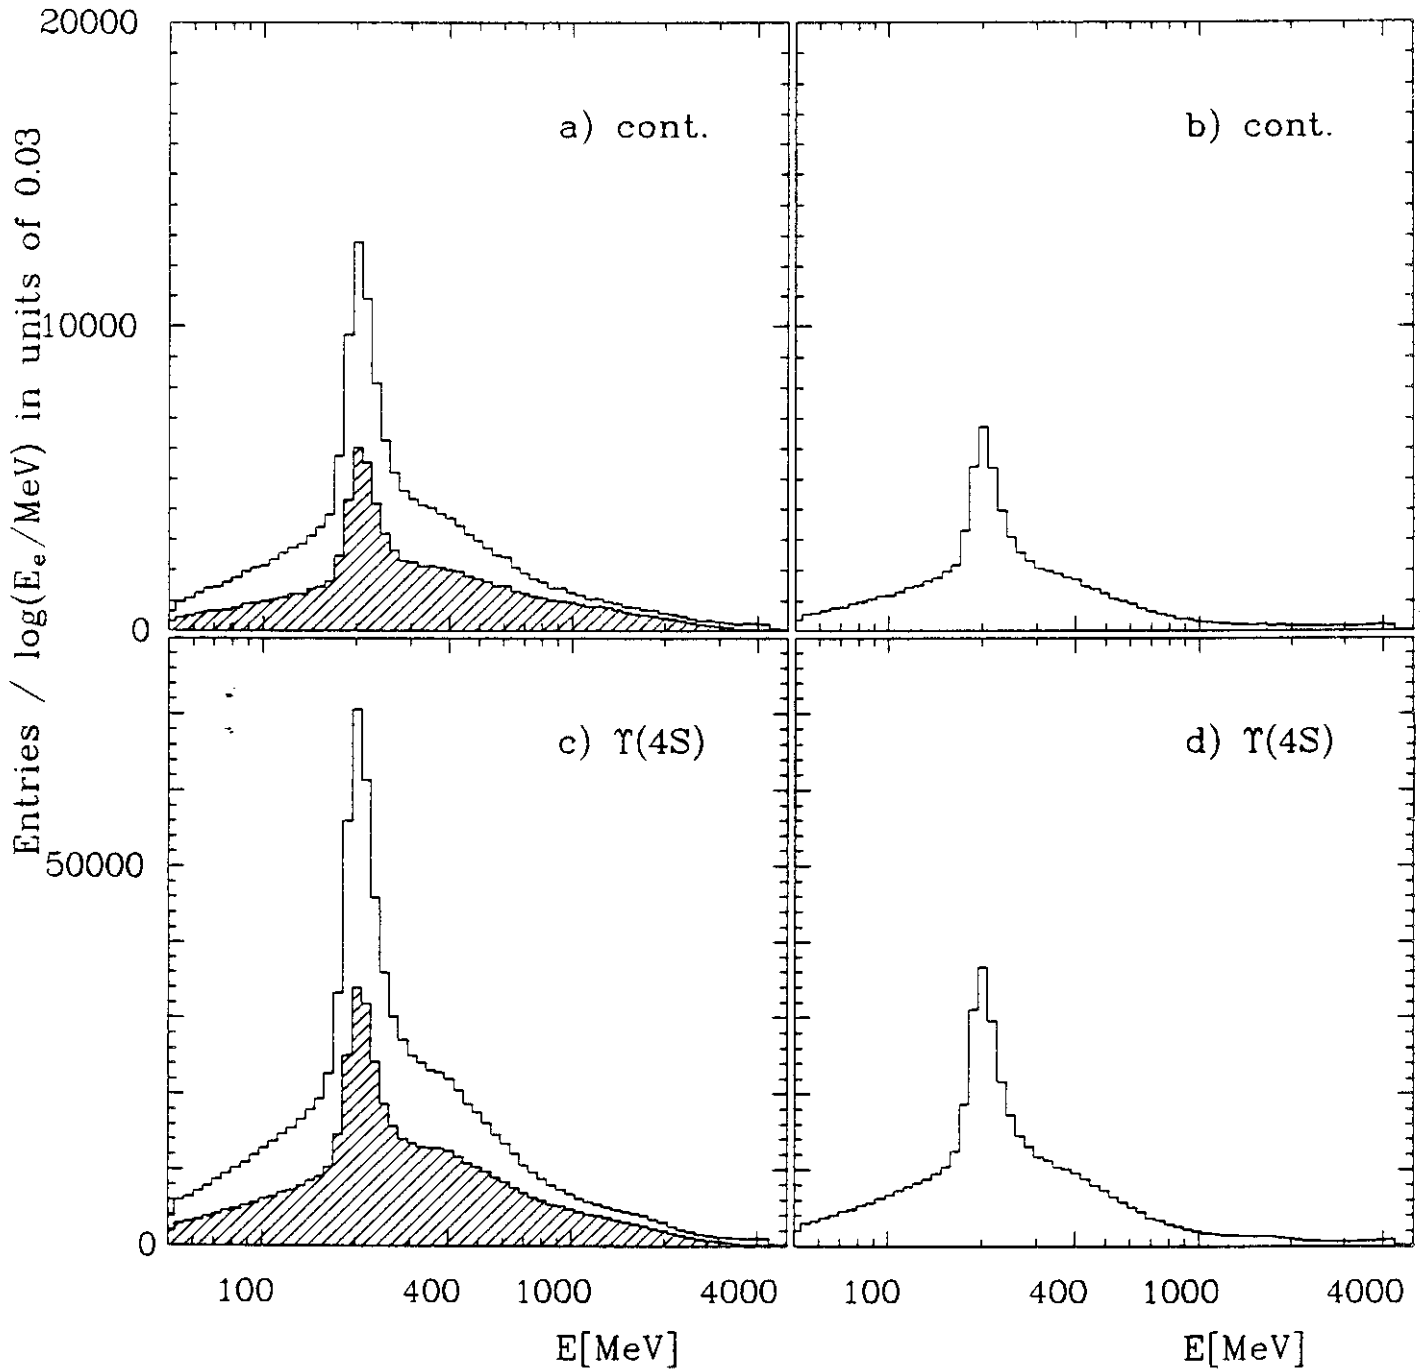 Entries / log(E_e/MeV) in units of 0.03
20000
10000
0
a) cont.
b) cont.
50000
0
c) ϒ(4S)
d) ϒ(4S)
100 400 1000 4000
100 400 1000 4000
E[MeV]
E[MeV]